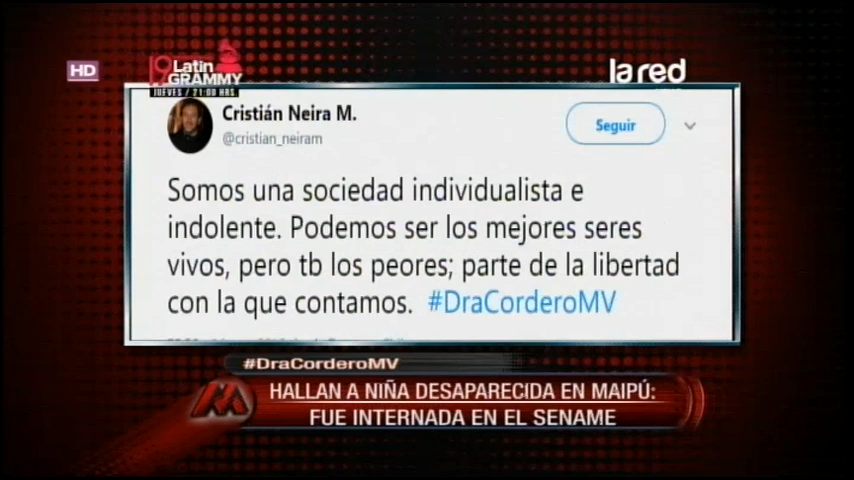 HD
19 Latin
GRAMMY
JUEVES / 21:00 HRS.
la red
Cristián Neira M.
@cristian_neiram
Seguir
Somos una sociedad individualista e
indolente. Podemos ser los mejores seres
vivos, pero tb los peores; parte de la libertad
con la que contamos. #DraCorderoMV
#DraCorderoMV
HALLAN A NIÑA DESAPARECIDA EN MAIPÚ:
FUE INTERNADA EN EL SENAME